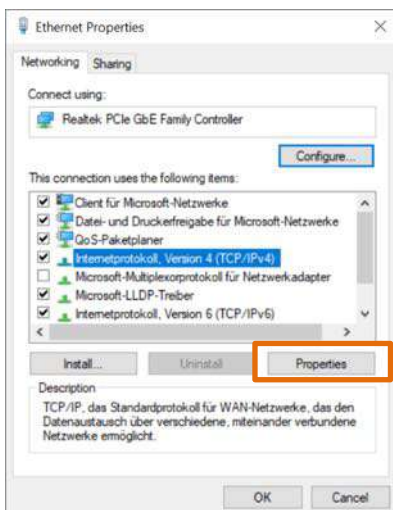 Ethernet Properties
Networking Sharing
Connect using:
Realtek PCIe GbE Family Controller
Configure...
This connection uses the following items:
Client für Microsoft-Netzwerke
Datei- und Druckerfreigabe für Microsoft-Netzwerke
QoS-Paketplaner
Internetprotokoll, Version 4 (TCP/IPv4)
Microsoft-Multiplexorprotokoll für Netzwerkadapter
Microsoft-LLDP-Treiber
Internetprotokoll, Version 6 (TCP/IPv6)
Install... Uninstall Properties
Description
TCP/IP, das Standardprotokoll für WAN-Netzwerke, das den
Datenaustausch über verschiedene, miteinander verbundene
Netzwerke ermöglicht.
OK Cancel